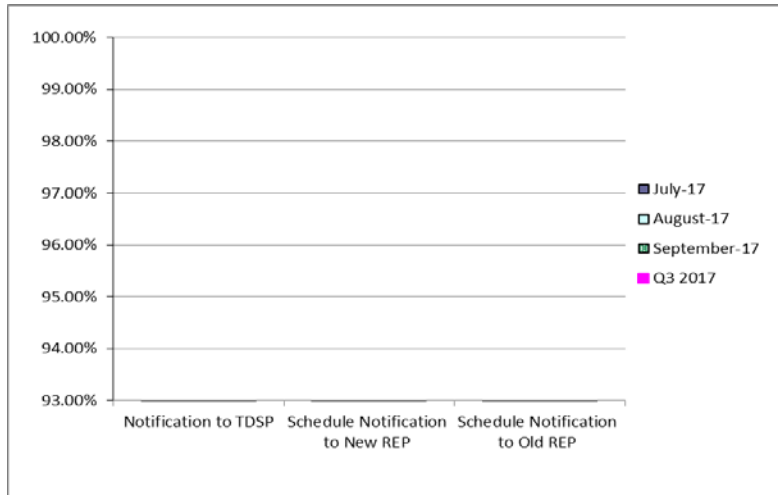 100.00%
99.00%
98.00%
97.00%
96.00%
95.00%
94.00%
93.00%
Notification to TDSP
Schedule Notification
to New REP
Schedule Notification
to Old REP
July-17
August-17
September-17
Q3 2017